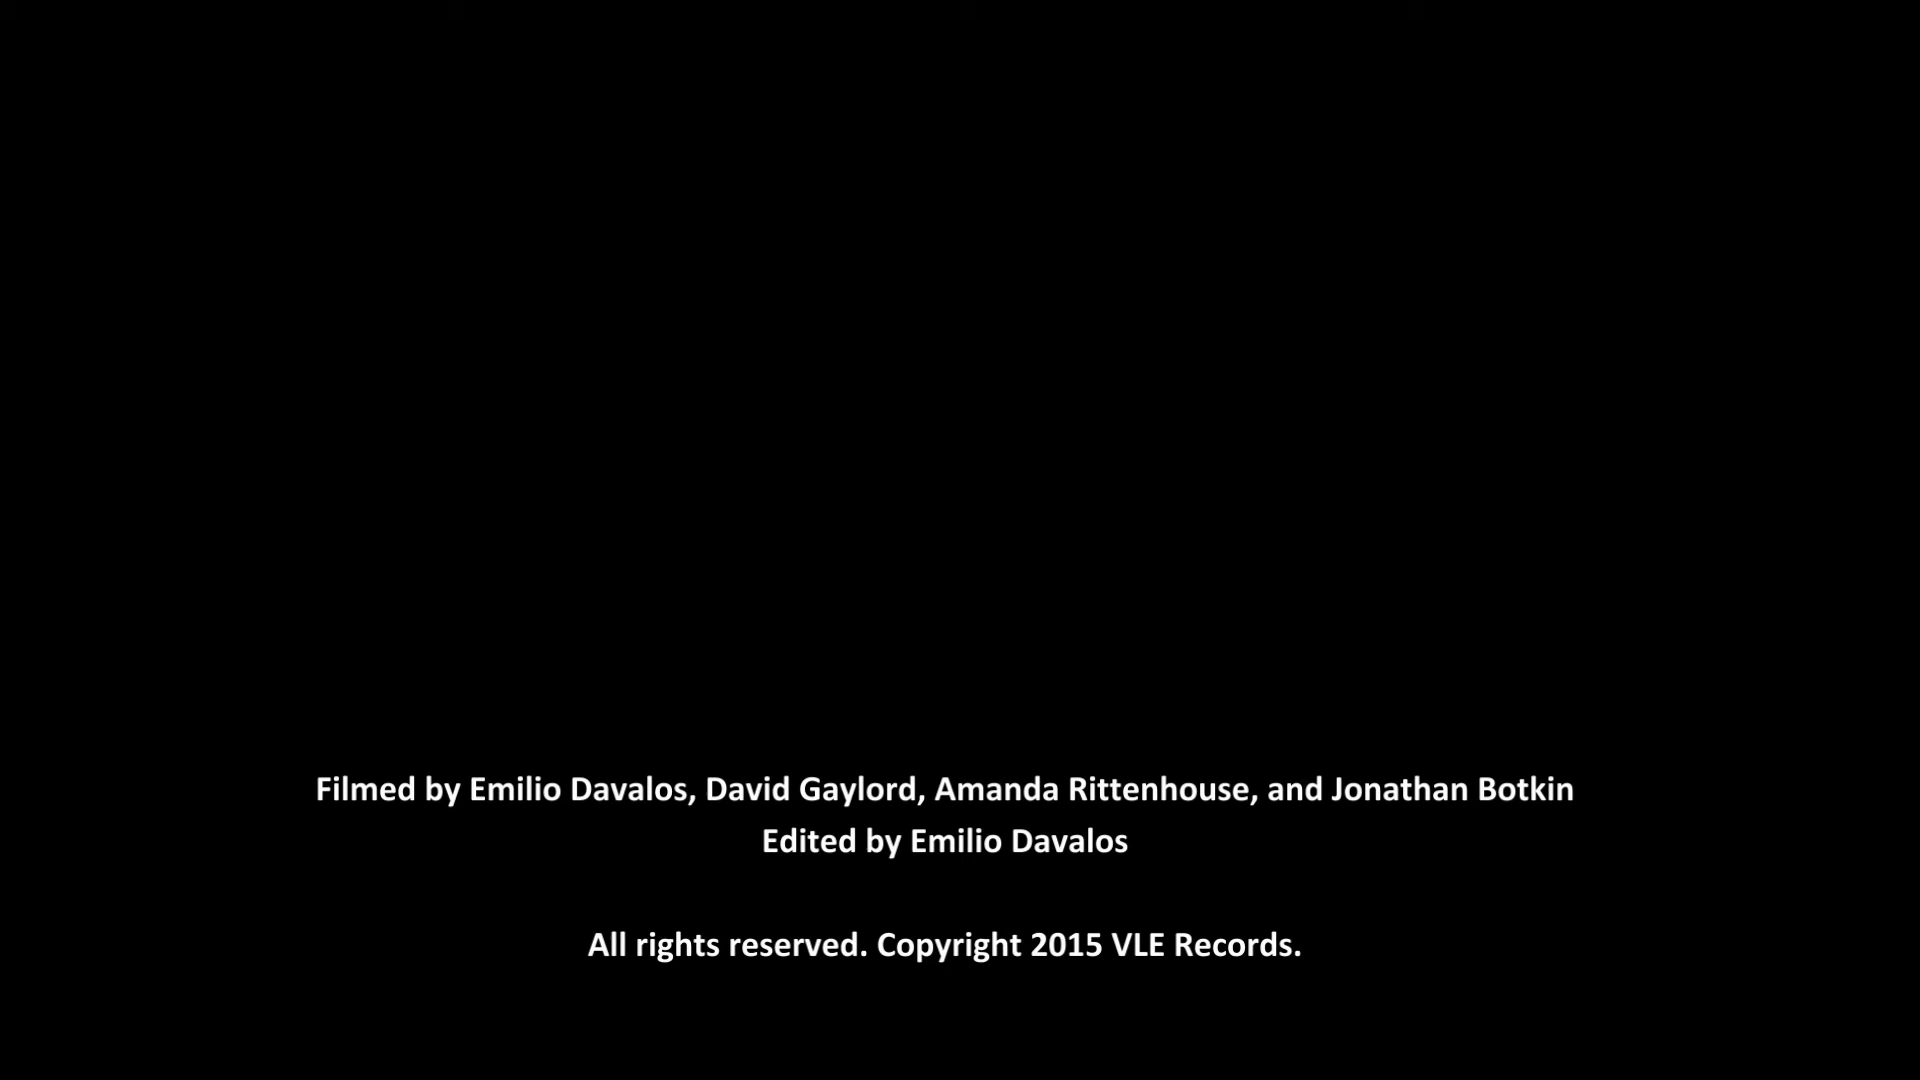 Filmed by Emilio Davalos, David Gaylord, Amanda Rittenhouse, and Jonathan Botkin
Edited by Emilio Davalos
All rights reserved. Copyright 2015 VLE Records.